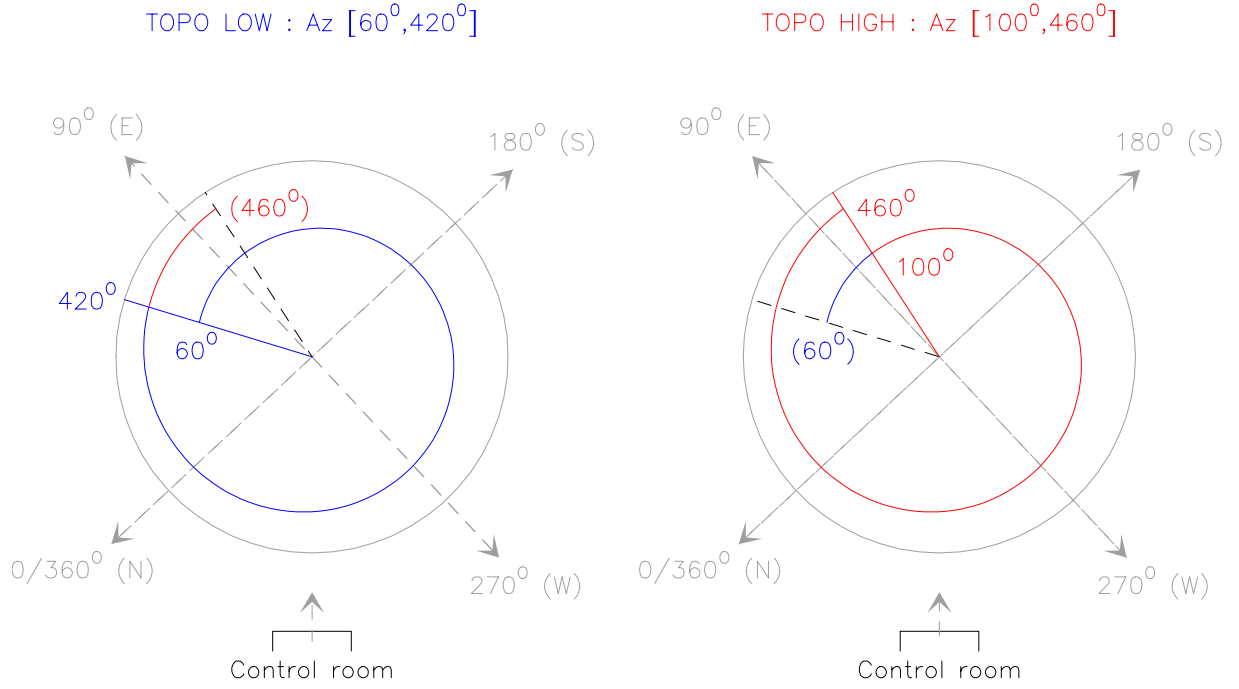 TOPO LOW : Az [60⁰,420⁰]
90⁰ (E)
180⁰ (S)
(460⁰)
420⁰
60⁰
0/360⁰ (N)
270⁰ (W)
Control room
TOPO HIGH : Az [100⁰,460⁰]
90⁰ (E)
180⁰ (S)
460⁰
100⁰
(60⁰)
0/360⁰ (N)
270⁰ (W)
Control room